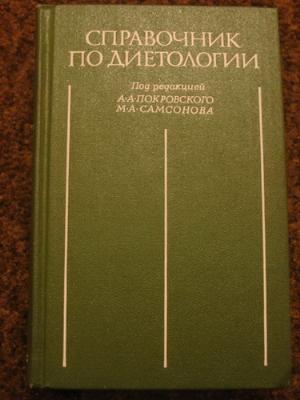 СПРАВОЧНИК
ПО ДИЕТОЛОГИИ
Под редакцией
А·А·ПОКРОВСКОГО
М·А·САМСОНОВА